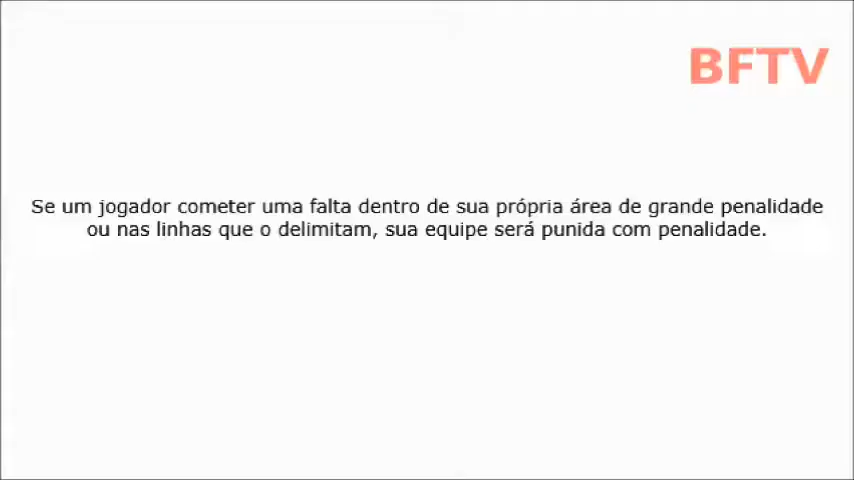 BFTV
Se um jogador cometer uma falta dentro de sua própria área de grande penalidade
ou nas linhas que o delimitam, sua equipe será punida com penalidade.